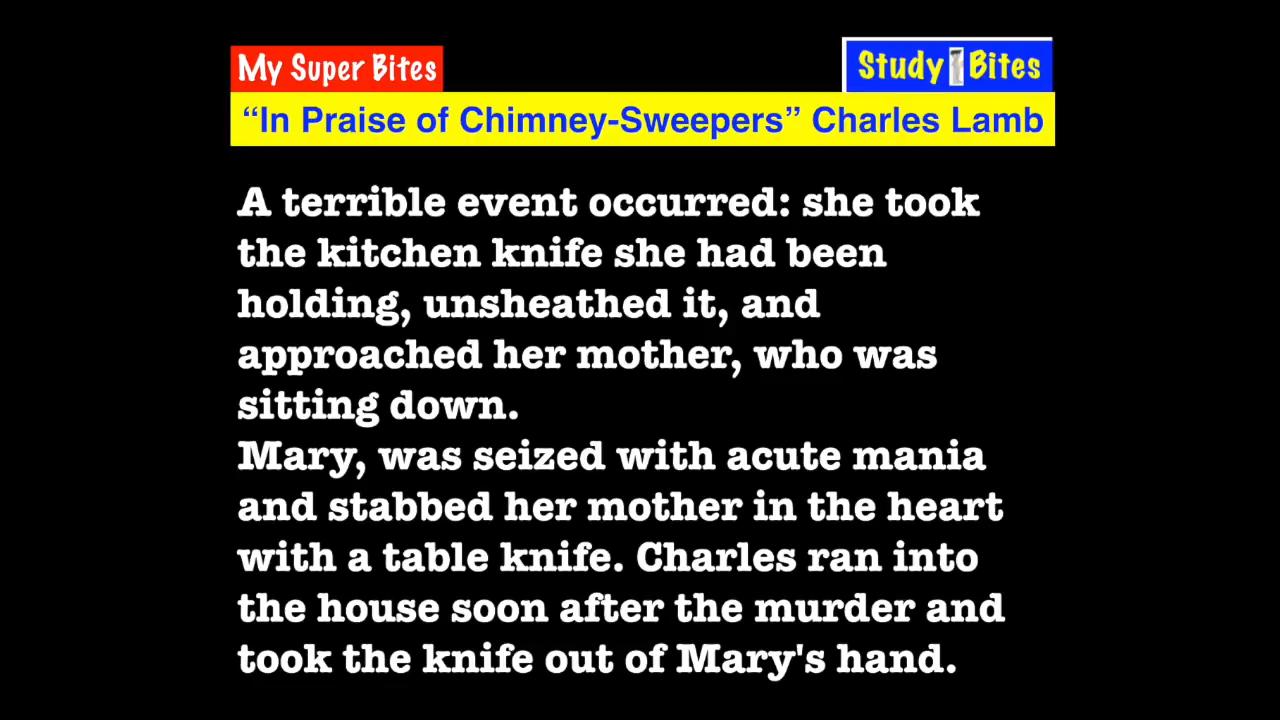 My Super Bites
Study Bites
“In Praise of Chimney-Sweepers” Charles Lamb
A terrible event occurred: she took
the kitchen knife she had been
holding, unsheathed it, and
approached her mother, who was
sitting down.
Mary, was seized with acute mania
and stabbed her mother in the heart
with a table knife. Charles ran into
the house soon after the murder and
took the knife out of Mary's hand.